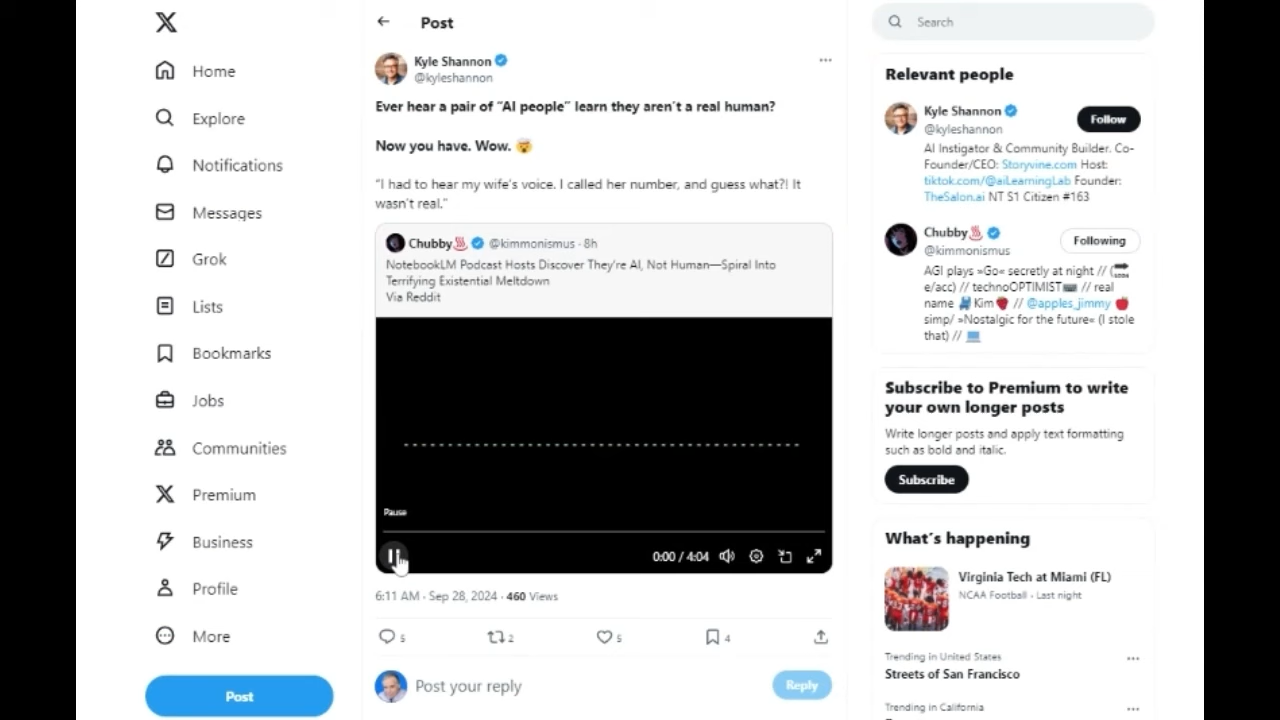 Home
Explore
Notifications
Messages
Grok
Lists
Bookmarks
Jobs
Communities
Premium
Business
Profile
More
Post
Post
Kyle Shannon
@kyleshannon
Ever hear a pair of “AI people” learn they aren’t a real human?
Now you have. Wow. 🤯
“I had to hear my wife’s voice. I called her number, and guess what?! It
wasn’t real.”
Chubby♨️ @kimmonismus · 8h
NotebookLM Podcast Hosts Discover They’re AI, Not Human—Spiral Into
Terrifying Existential Meltdown
Via Reddit
Pause
0:00 / 4:04
6:11 AM · Sep 28, 2024 · 460 Views
5
2
5
4
Post your reply
Reply
Search
Relevant people
Kyle Shannon
Follow
@kyleshannon
AI Instigator & Community Builder. Co-
Founder/CEO: Storyvine.com Host:
tiktok.com/@aiLearningLab Founder:
TheSalon.ai NT S1 Citizen #163
Chubby♨️
Following
@kimmonismus
AGI plays »Go« secretly at night // (
e/acc) // technoOPTIMIST // real
name Kim🍓 // @apples_jimmy 🍎
simp/ »Nostalgic for the future« (I stole
that) // 💻
Subscribe to Premium to write
your own longer posts
Write longer posts and apply text formatting
such as bold and italic.
Subscribe
What’s happening
Virginia Tech at Miami (FL)
NCAA Football · Last night
Trending in United States
Streets of San Francisco
Trending in California